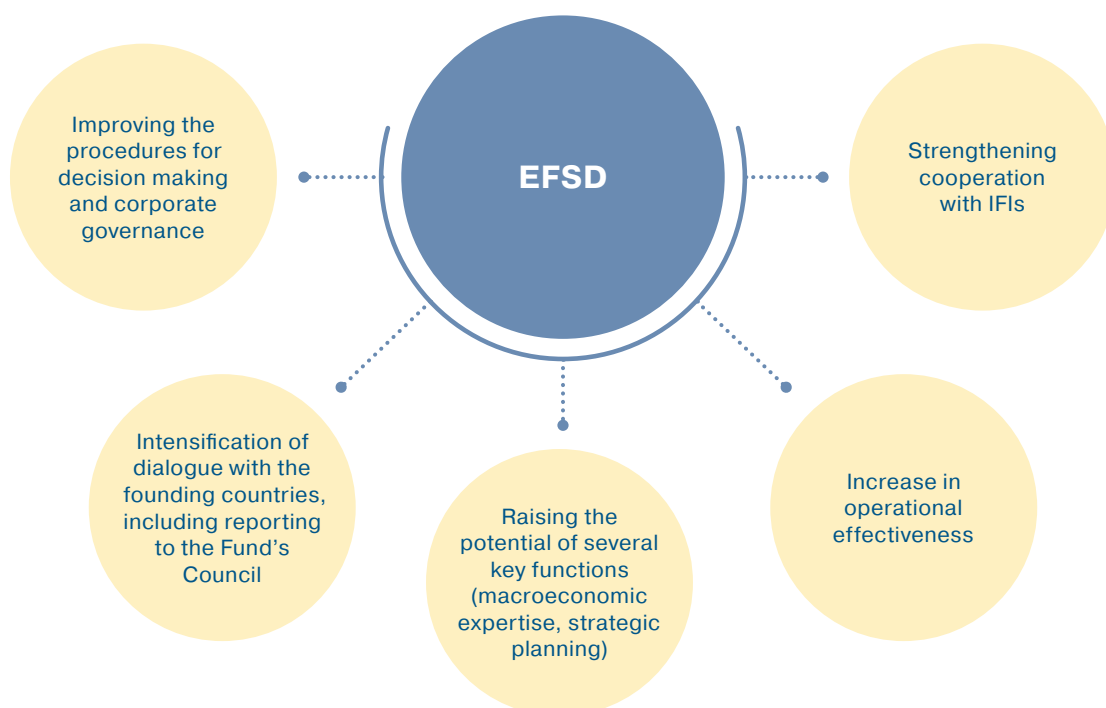 EFSD
Improving the
procedures for
decision making
and corporate
governance
Strengthening
cooperation
with IFIs
Intensification of
dialogue with the
founding countries,
including reporting
to the Fund’s
Council
Raising the
potential of several
key functions
(macroeconomic
expertise, strategic
planning)
Increase in
operational
effectiveness